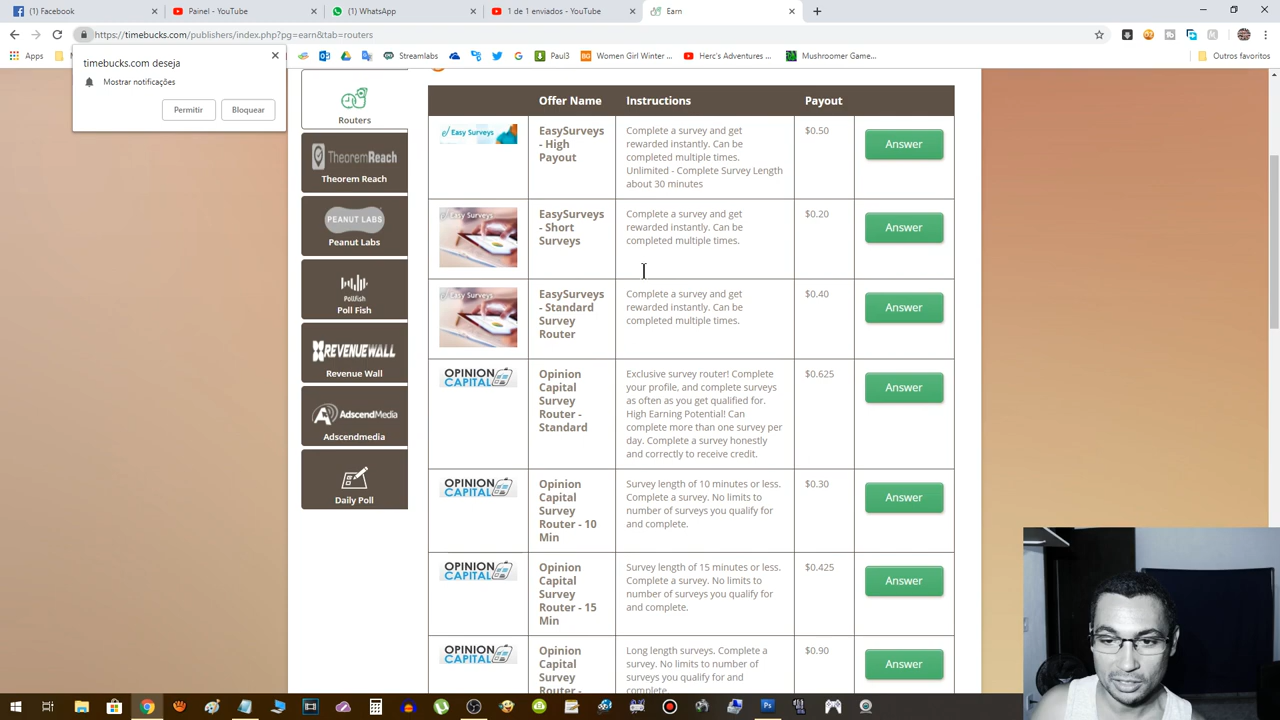 (1) Facebook
Painel - YouTube
(1) WhatsApp
1 de 1 enviados - YouTube
Earn
https://timebucks.com/publishers/index.php?pg=earn&tab=routers
Apps
Streamlabs
Paul3
Women Girl Winter ...
Herc's Adventures ...
Mushroomer Game...
Outros favoritos
timebucks.com deseja
Mostrar notificações
Permitir
Bloquear
Routers
TheoremReach
Theorem Reach
PEANUT LABS
Peanut Labs
Pollfish
Poll Fish
REVENUEWALL
Revenue Wall
AdscendMedia
Adscendmedia
Daily Poll
Offer Name
Instructions
Payout
Easy Surveys
EasySurveys
- High
Payout
Complete a survey and get
rewarded instantly. Can be
completed multiple times.
Unlimited - Complete Survey Length
about 30 minutes
$0.50
Answer
Easy Surveys
EasySurveys
- Short
Surveys
Complete a survey and get
rewarded instantly. Can be
completed multiple times.
$0.20
Answer
Easy Surveys
EasySurveys
- Standard
Survey
Router
Complete a survey and get
rewarded instantly. Can be
completed multiple times.
$0.40
Answer
OPINION
CAPITAL
Opinion
Capital
Survey
Router -
Standard
Exclusive survey router! Complete
your profile, and complete surveys
as often as you get qualified for.
High Earning Potential! Can
complete more than one survey per
day. Complete a survey honestly
and correctly to receive credit.
$0.625
Answer
OPINION
CAPITAL
Opinion
Capital
Survey
Router - 10
Min
Survey length of 10 minutes or less.
Complete a survey. No limits to
number of surveys you qualify for
and complete.
$0.30
Answer
OPINION
CAPITAL
Opinion
Capital
Survey
Router - 15
Min
Survey length of 15 minutes or less.
Complete a survey. No limits to
number of surveys you qualify for
and complete.
$0.425
Answer
OPINION
CAPITAL
Opinion
Capital
Survey
Router -
Long length surveys. Complete a
survey. No limits to number of
surveys you qualify for and
complete.
$0.90
Answer